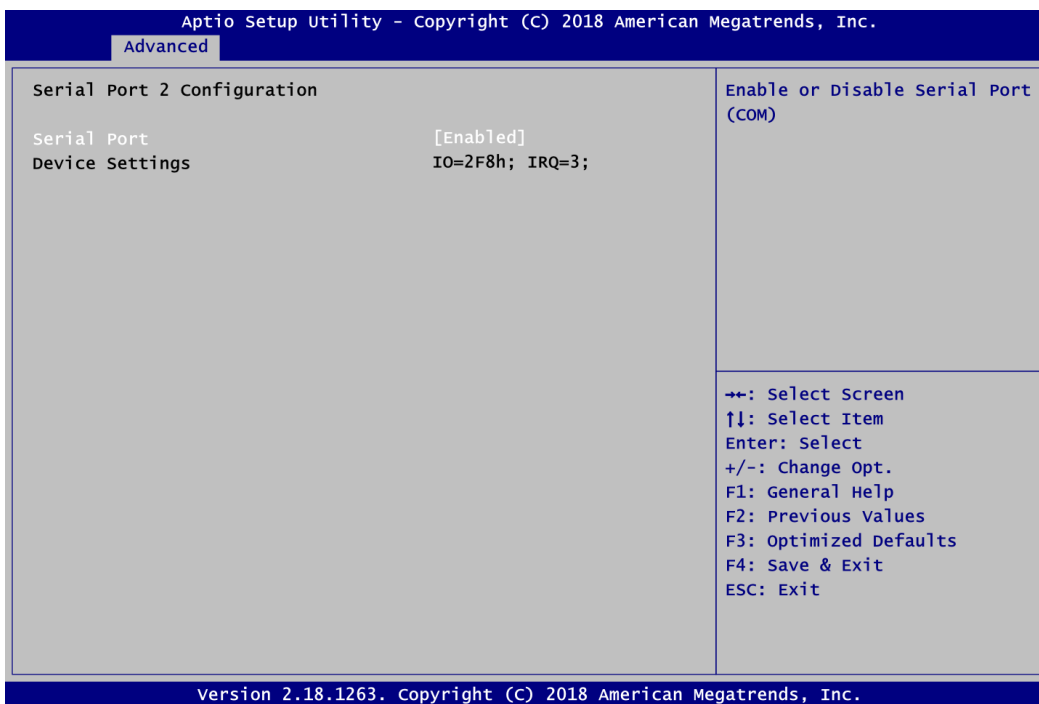 Aptio Setup Utility - Copyright (C) 2018 American Megatrends, Inc.
Advanced
Serial Port 2 Configuration
Serial Port [Enabled]
Device Settings IO=2F8h; IRQ=3;
Enable or Disable Serial Port
(COM)
→←: Select Screen
↑↓: Select Item
Enter: Select
+/-: Change Opt.
F1: General Help
F2: Previous Values
F3: Optimized Defaults
F4: Save & Exit
ESC: Exit
Version 2.18.1263. Copyright (C) 2018 American Megatrends, Inc.